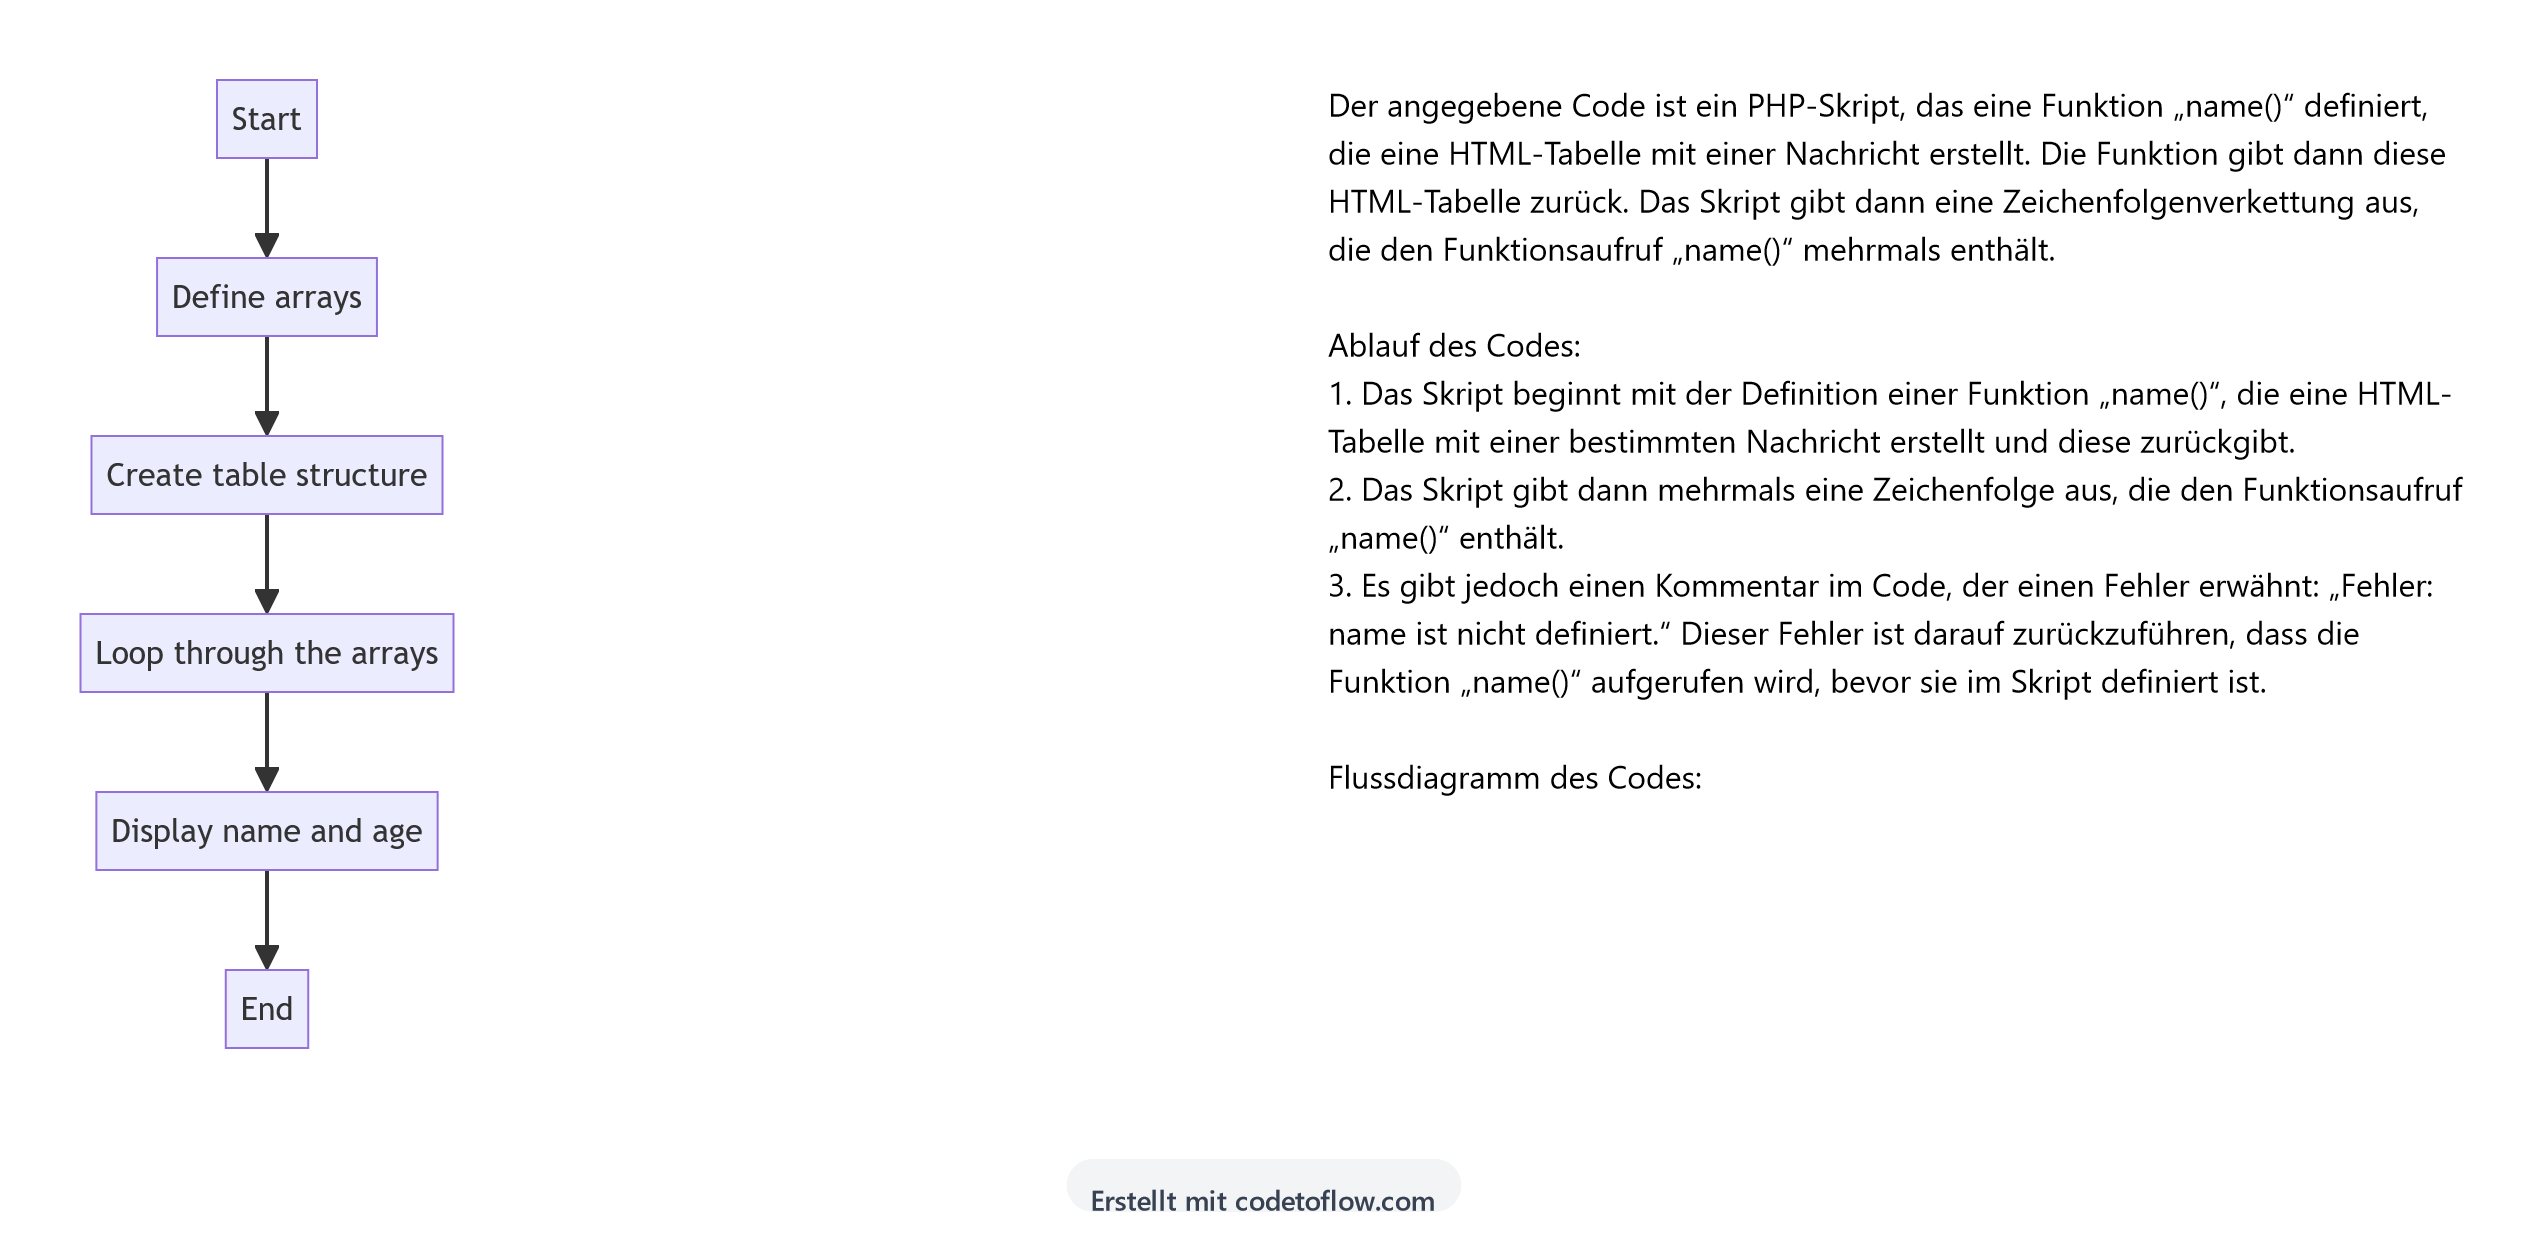 Start
Define arrays
Create table structure
Loop through the arrays
Display name and age
End
Der angegebene Code ist ein PHP-Skript, das eine Funktion „name()“ definiert,
die eine HTML-Tabelle mit einer Nachricht erstellt. Die Funktion gibt dann diese
HTML-Tabelle zurück. Das Skript gibt dann eine Zeichenfolgenverkettung aus,
die den Funktionsaufruf „name()“ mehrmals enthält.
Ablauf des Codes:
1. Das Skript beginnt mit der Definition einer Funktion „name()“, die eine HTML-
Tabelle mit einer bestimmten Nachricht erstellt und diese zurückgibt.
2. Das Skript gibt dann mehrmals eine Zeichenfolge aus, die den Funktionsaufruf
„name()“ enthält.
3. Es gibt jedoch einen Kommentar im Code, der einen Fehler erwähnt: „Fehler:
name ist nicht definiert.“ Dieser Fehler ist darauf zurückzuführen, dass die
Funktion „name()“ aufgerufen wird, bevor sie im Skript definiert ist.
Flussdiagramm des Codes:
Erstellt mit codetoflow.com